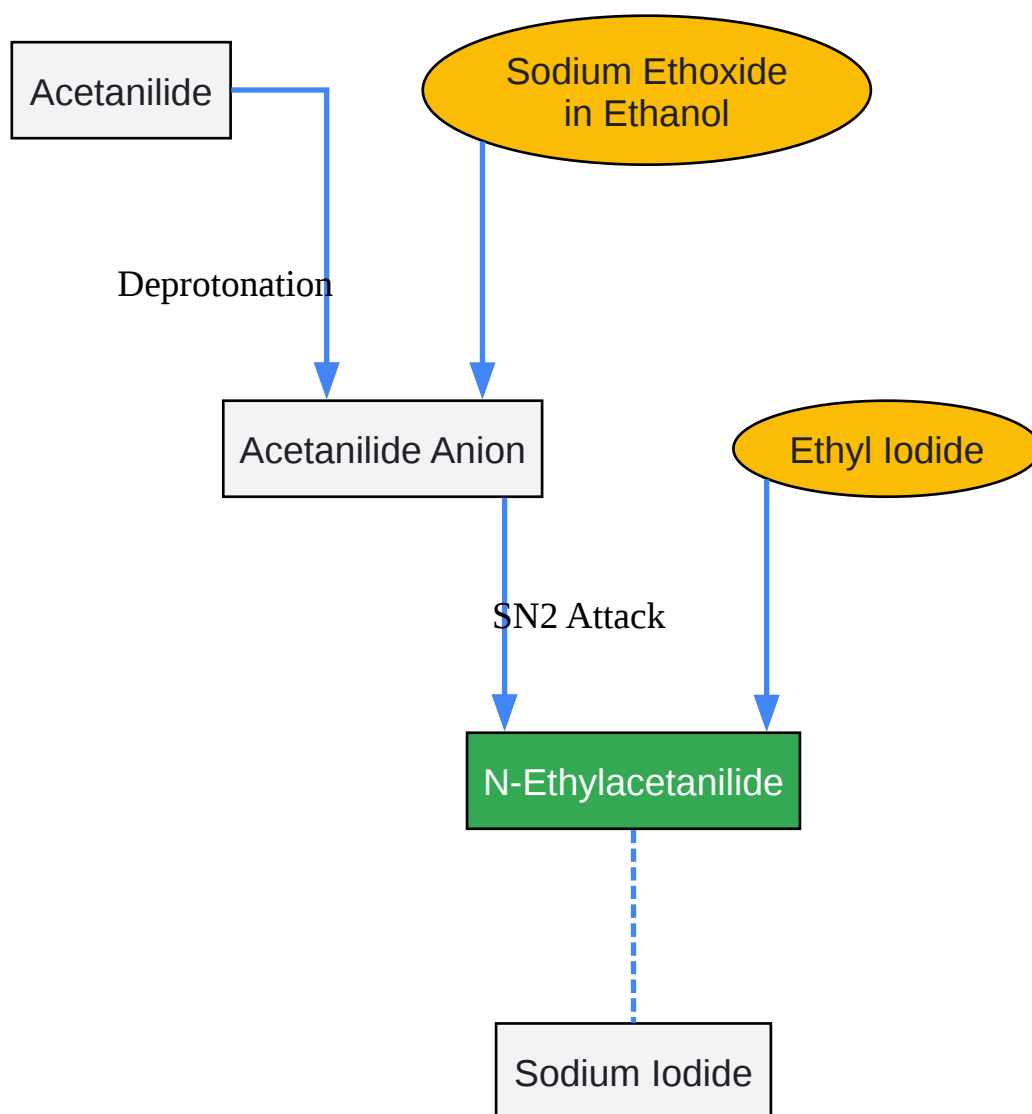 Acetanilide
Sodium Ethoxide
in Ethanol
Deprotonation
Acetanilide Anion
Ethyl Iodide
SN2 Attack
N-Ethylacetanilide
Sodium Iodide